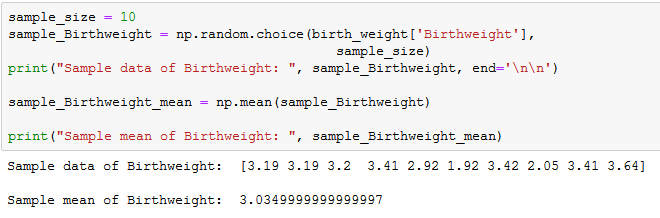 sample_size = 10
sample_Birthweight = np.random.choice(birth_weight['Birthweight'],
sample_size)
print("Sample data of Birthweight: ", sample_Birthweight, end='\n\n')
sample_Birthweight_mean = np.mean(sample_Birthweight)
print("Sample mean of Birthweight: ", sample_Birthweight_mean)
Sample data of Birthweight:  [3.19 3.19 3.2  3.41 2.92 1.92 3.42 2.05 3.41 3.64]
Sample mean of Birthweight:  3.0349999999999997